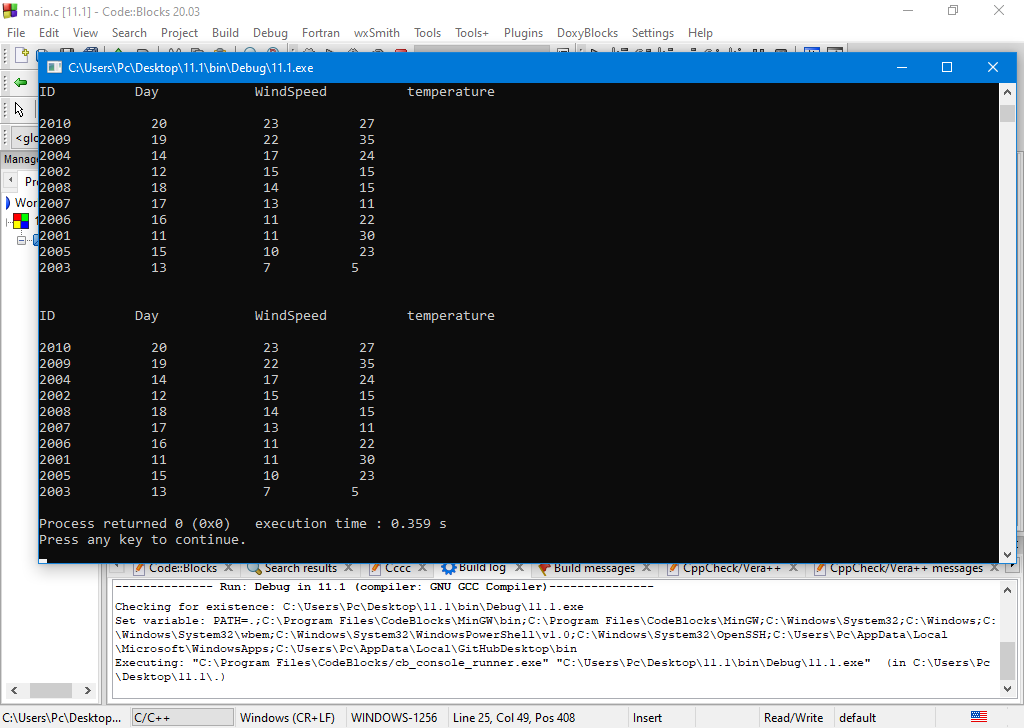 main.c [11.1] - Code::Blocks 20.03
File Edit View Search Project Build Debug Fortran wxSmith Tools Tools+ Plugins DoxyBlocks Settings Help
C:\Users\Pc\Desktop\11.1\bin\Debug\11.1.exe
ID Day WindSpeed temperature
2010 20 23 27
2009 19 22 35
2004 14 17 24
2002 12 15 15
2008 18 14 15
2007 17 13 11
2006 16 11 22
2001 11 11 30
2005 15 10 23
2003 13 7 5
ID Day WindSpeed temperature
2010 20 23 27
2009 19 22 35
2004 14 17 24
2002 12 15 15
2008 18 14 15
2007 17 13 11
2006 16 11 22
2001 11 11 30
2005 15 10 23
2003 13 7 5
Process returned 0 (0x0) execution time : 0.359 s
Press any key to continue.
<glo
Manage
Pr
Wor
Code::Blocks Search results Cccc Build log Build messages CppCheck/Vera++ CppCheck/Vera++ messages
-------------- Run: Debug in 11.1 (compiler: GNU GCC Compiler)---------------
Checking for existence: C:\Users\Pc\Desktop\11.1\bin\Debug\11.1.exe
Set variable: PATH=.;C:\Program Files\CodeBlocks\MinGW\bin;C:\Program Files\CodeBlocks\MinGW;C:\Windows\System32;C:\Windows;C:
\Windows\System32\wbem;C:\Windows\System32\WindowsPowerShell\v1.0;C:\Windows\System32\OpenSSH;C:\Users\Pc\AppData\Local
\Microsoft\WindowsApps;C:\Users\Pc\AppData\Local\GitHubDesktop\bin
Executing: "C:\Program Files\CodeBlocks/cb_console_runner.exe" "C:\Users\Pc\Desktop\11.1\bin\Debug\11.1.exe" (in C:\Users\Pc
\Desktop\11.1\.)
C:\Users\Pc\Desktop... C/C++ Windows (CR+LF) WINDOWS-1256 Line 25, Col 49, Pos 408 Insert Read/Write default